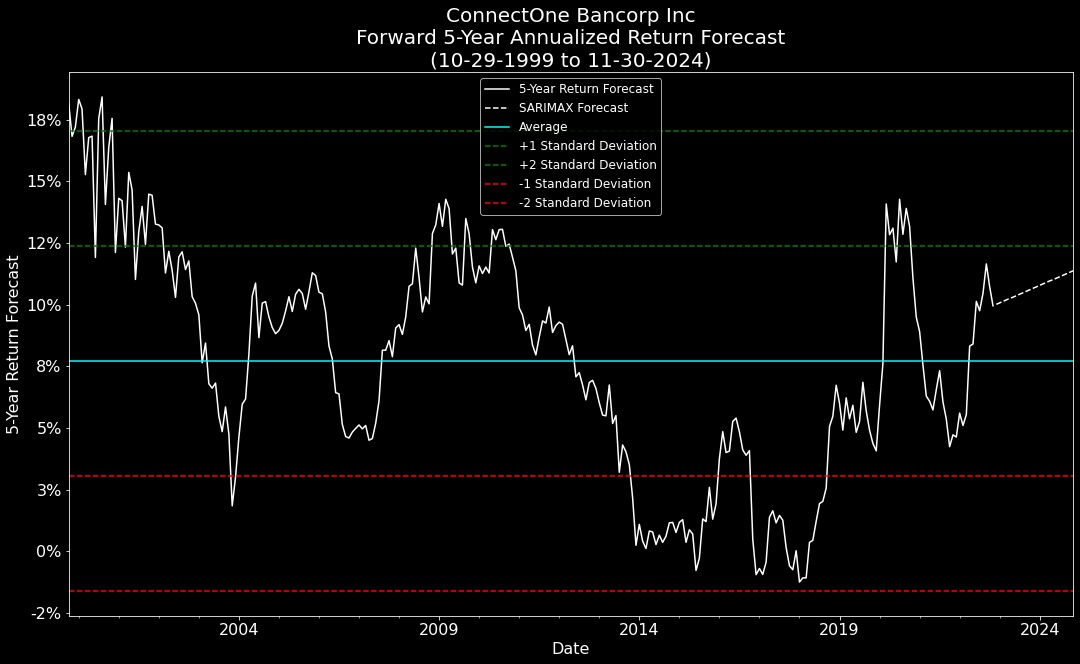 ConnectOne Bancorp Inc
Forward 5-Year Annualized Return Forecast
(10-29-1999 to 11-30-2024)
5-Year Return Forecast
SARIMAX Forecast
Average
+1 Standard Deviation
+2 Standard Deviation
-1 Standard Deviation
-2 Standard Deviation
5-Year Return Forecast
18%
15%
12%
10%
8%
5%
3%
0%
-2%
2004
2009
2014
2019
2024
Date